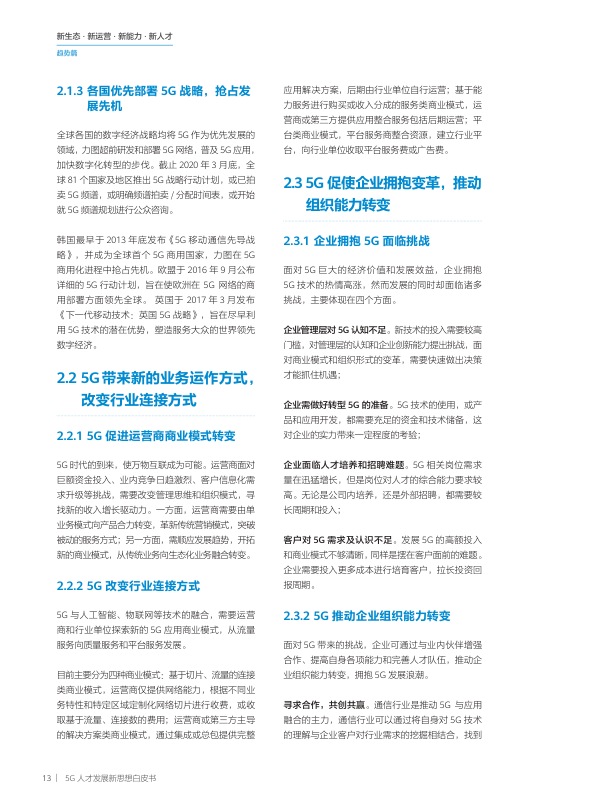 新生态 · 新运营 · 新能力 · 新人才
趋势篇
2.1.3 各国优先部署 5G 战略，抢占发
展先机
全球各国的数字经济战略均将 5G 作为优先发展的
领域，力图超前研发和部署 5G 网络，普及 5G 应用，
加快数字化转型的步伐。截止 2020 年 3 月底，全
球 81 个国家及地区推出 5G 战略行动计划，或已拍
卖 5G 频谱，或明确频谱拍卖 / 分配时间表，或开始
就 5G 频谱规划进行公众咨询。
韩国最早于 2013 年底发布《5G 移动通信先导战
略》，并成为全球首个 5G 商用国家，力图在 5G
商用化进程中抢占先机。欧盟于 2016 年 9 月公布
详细的 5G 行动计划，旨在使欧洲在 5G 网络的商
用部署方面领先全球。 英国于 2017 年 3 月发布
《下一代移动技术：英国 5G 战略》，旨在尽早利
用 5G 技术的潜在优势，塑造服务大众的世界领先
数字经济。
2.2 5G 带来新的业务运作方式，
改变行业连接方式
2.2.1 5G 促进运营商商业模式转变
5G 时代的到来，使万物互联成为可能。运营商面对
巨额资金投入、业内竞争日趋激烈、客户信息化需
求升级等挑战，需要改变管理思维和组织模式，寻
找新的收入增长驱动力。一方面，运营商需要由单
业务模式向产品合力转变，革新传统营销模式，突破
被动的服务方式；另一方面，需顺应发展趋势，开拓
新的商业模式，从传统业务向生态化业务融合转变。
2.2.2 5G 改变行业连接方式
5G 与人工智能、物联网等技术的融合，需要运营
商和行业单位探索新的 5G 应用商业模式，从流量
服务向质量服务和平台服务发展。
目前主要分为四种商业模式：基于切片、流量的连接
类商业模式，运营商仅提供网络能力，根据不同业
务特性和特定区域定制化网络切片进行收费，或收
取基于流量、连接数的费用；运营商或第三方主导
的解决方案类商业模式，通过集成或总包提供完整
应用解决方案，后期由行业单位自行运营；基于能
力服务进行购买或收入分成的服务类商业模式，运
营商或第三方提供应用整合服务包括后期运营；平
台类商业模式，平台服务商整合资源，建立行业平
台，向行业单位收取平台服务费或广告费。
2.3 5G 促使企业拥抱变革，推动
组织能力转变
2.3.1 企业拥抱 5G 面临挑战
面对 5G 巨大的经济价值和发展效益，企业拥抱
5G 技术的热情高涨，然而发展的同时却面临诸多
挑战，主要体现在四个方面。
企业管理层对 5G 认知不足。新技术的投入需要较高
门槛，对管理层的认知和企业创新能力提出挑战，面
对商业模式和组织形式的变革，需要快速做出决策
才能抓住机遇；
企业需做好转型 5G 的准备。5G 技术的使用，或产
品和应用开发，都需要充足的资金和技术储备，这
对企业的实力带来一定程度的考验；
企业面临人才培养和招聘难题。5G 相关岗位需求
量在迅猛增长，但是岗位对人才的综合能力要求较
高。无论是公司内培养，还是外部招聘，都需要较
长周期和投入；
客户对 5G 需求及认识不足。发展 5G 的高额投入
和商业模式不够清晰，同样是摆在客户面前的难题。
企业需要投入更多成本进行培育客户，拉长投资回
报周期。
2.3.2 5G 推动企业组织能力转变
面对 5G 带来的挑战，企业可通过与业内伙伴增强
合作、提高自身各项能力和完善人才队伍，推动企
业组织能力转变，拥抱 5G 发展浪潮。
寻求合作，共创共赢。通信行业是推动 5G 与应用
融合的主力，通信行业可以通过将自身对 5G 技术
的理解与企业客户对行业需求的挖掘相结合，找到
13 | 5G 人才发展新思想白皮书